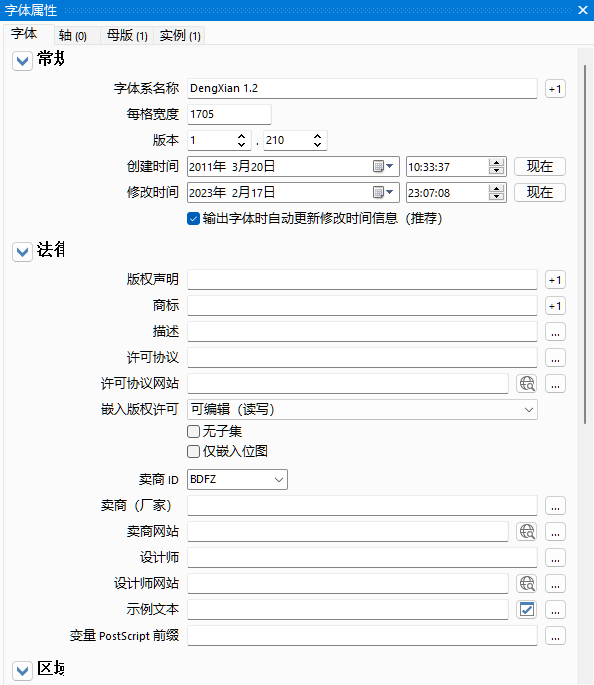 字体属性
字体 轴 (0) 母版 (1) 实例 (1)
常规
字体系名称 DengXian 1.2 +1
每格宽度 1705
版本 1 . 210
创建时间 2011年 3月20日 10:33:37 现在
修改时间 2023年 2月17日 23:07:08 现在
输出字体时自动更新修改时间信息（推荐）
法律
版权声明 +1
商标 +1
描述 ...
许可协议 ...
许可协议网站 ...
嵌入版权许可 可编辑（读写）
无子集
仅嵌入位图
卖商 ID BDFZ
卖商（厂家） ...
卖商网站 ...
设计师 ...
设计师网站 ...
示例文本 ...
变量 PostScript 前缀 ...
区域